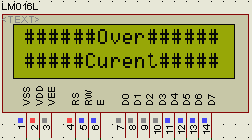 LM016L
<TEXT>
######Over######
#####Curent#####
VSS VDD VEE RS RW E D0 D1 D2 D3 D4 D5 D6 D7
1 2 3 4 5 6 7 8 9 10 11 12 13 14